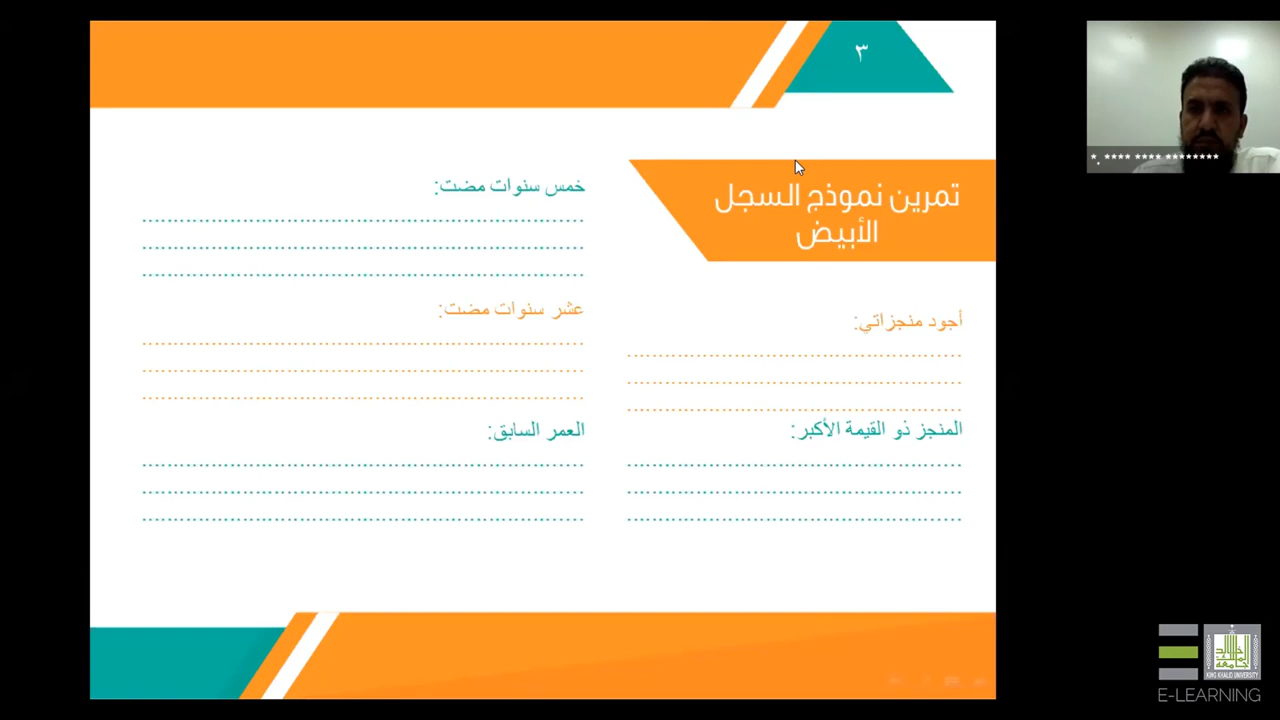 ٣
تمرين نموذج السجل
الأبيض
أجود منجزاتي:
................................................
................................................
................................................
المنجز ذو القيمة الأكبر:
................................................
................................................
................................................
خمس سنوات مضت:
................................................................
................................................................
................................................................
عشر سنوات مضت:
................................................................
................................................................
................................................................
العمر السابق:
................................................................
................................................................
................................................................
*. **** **** ********
KING KHALID UNIVERSITY
E-LEARNING